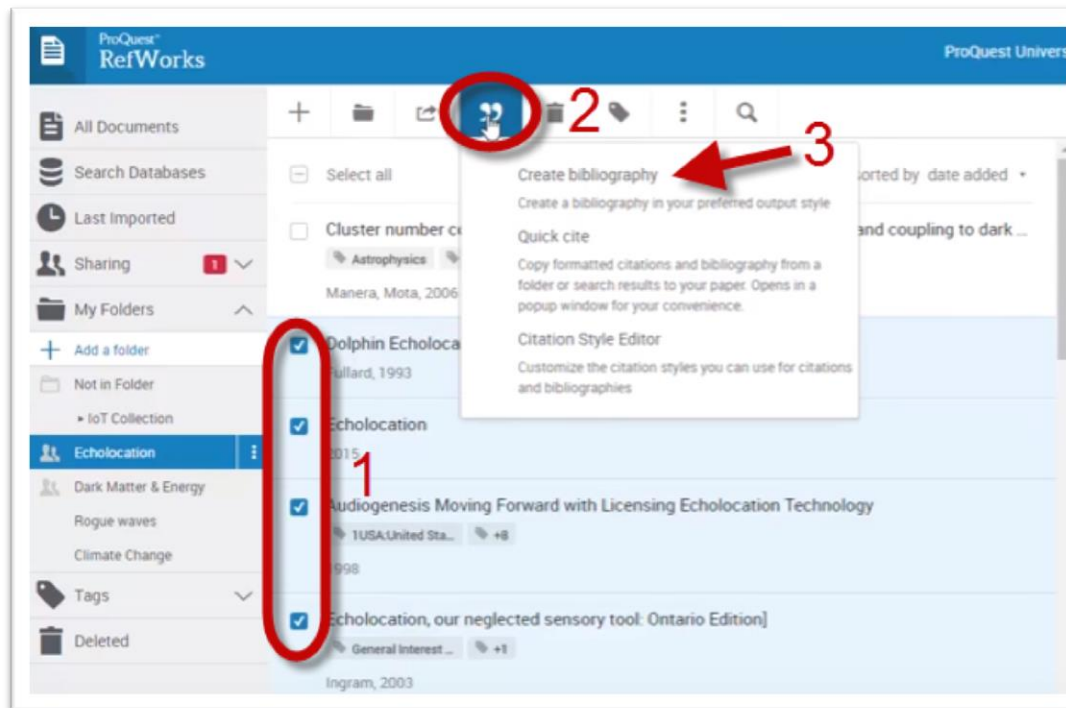 ProQuest™
RefWorks
ProQuest Univers
2
3
All Documents
Search Databases
Last Imported
Sharing 1
My Folders
Add a folder
Not in Folder
IoT Collection
Echolocation
Dark Matter & Energy
Rogue waves
Climate Change
Tags
Deleted
Select all
sorted by date added
Create bibliography
Create a bibliography in your preferred output style
Quick cite
Copy formatted citations and bibliography from a
folder or search results to your paper. Opens in a
popup window for your convenience.
Citation Style Editor
Customize the citation styles you can use for citations
and bibliographies
Cluster number co
and coupling to dark ...
Astrophysics
Manera, Mota, 2006
Dolphin Echoloca
Fullard, 1993
Echolocation
2015
1
Audiogenesis Moving Forward with Licensing Echolocation Technology
1USA:United Sta... +8
1998
Echolocation, our neglected sensory tool: Ontario Edition]
General Interest ... +1
Ingram, 2003